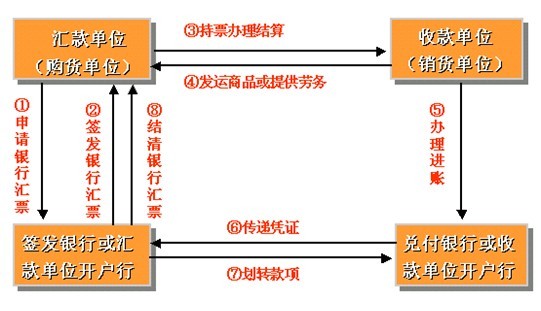 汇款单位
（购货单位）
③持票办理结算
收款单位
（销货单位）
④发运商品或提供劳务
①申请银行汇票
②签发银行汇票
⑧结清银行汇票
⑤办理进账
签发银行或汇
款单位开户行
⑥传递凭证
⑦划转款项
兑付银行或收
款单位开户行